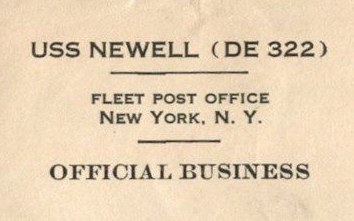 USS NEWELL (DE 322)
FLEET POST OFFICE
NEW YORK, N. Y.
OFFICIAL BUSINESS